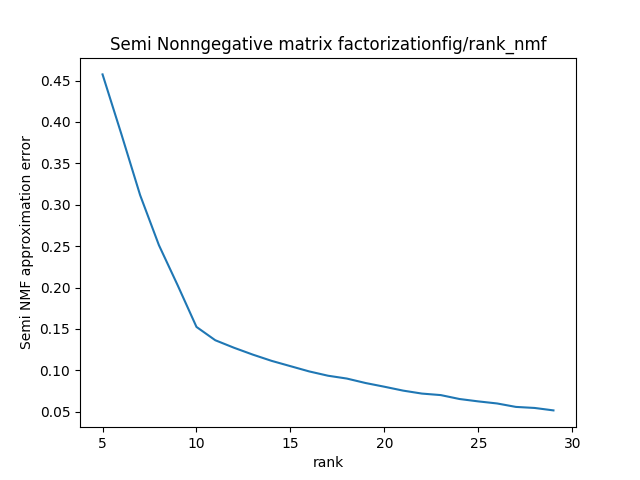 Semi Nonngegative matrix factorizationfig/rank_nmf
0.45
0.40
0.35
0.30
0.25
0.20
0.15
0.10
0.05
Semi NMF approximation error
5 10 15 20 25 30
rank